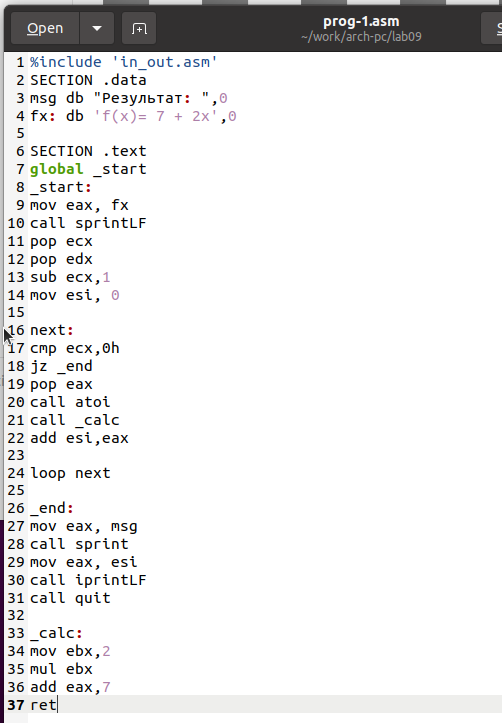 Open
prog-1.asm
~/work/arch-pc/lab09
S
1 %include 'in_out.asm'
2 SECTION .data
3 msg db "Результат: ",0
4 fx: db 'f(x)= 7 + 2x',0
5
6 SECTION .text
7 global _start
8 _start:
9 mov eax, fx
10 call sprintLF
11 pop ecx
12 pop edx
13 sub ecx,1
14 mov esi, 0
15
16 next:
17 cmp ecx,0h
18 jz _end
19 pop eax
20 call atoi
21 call _calc
22 add esi,eax
23
24 loop next
25
26 _end:
27 mov eax, msg
28 call sprint
29 mov eax, esi
30 call iprintLF
31 call quit
32
33 _calc:
34 mov ebx,2
35 mul ebx
36 add eax,7
37 ret